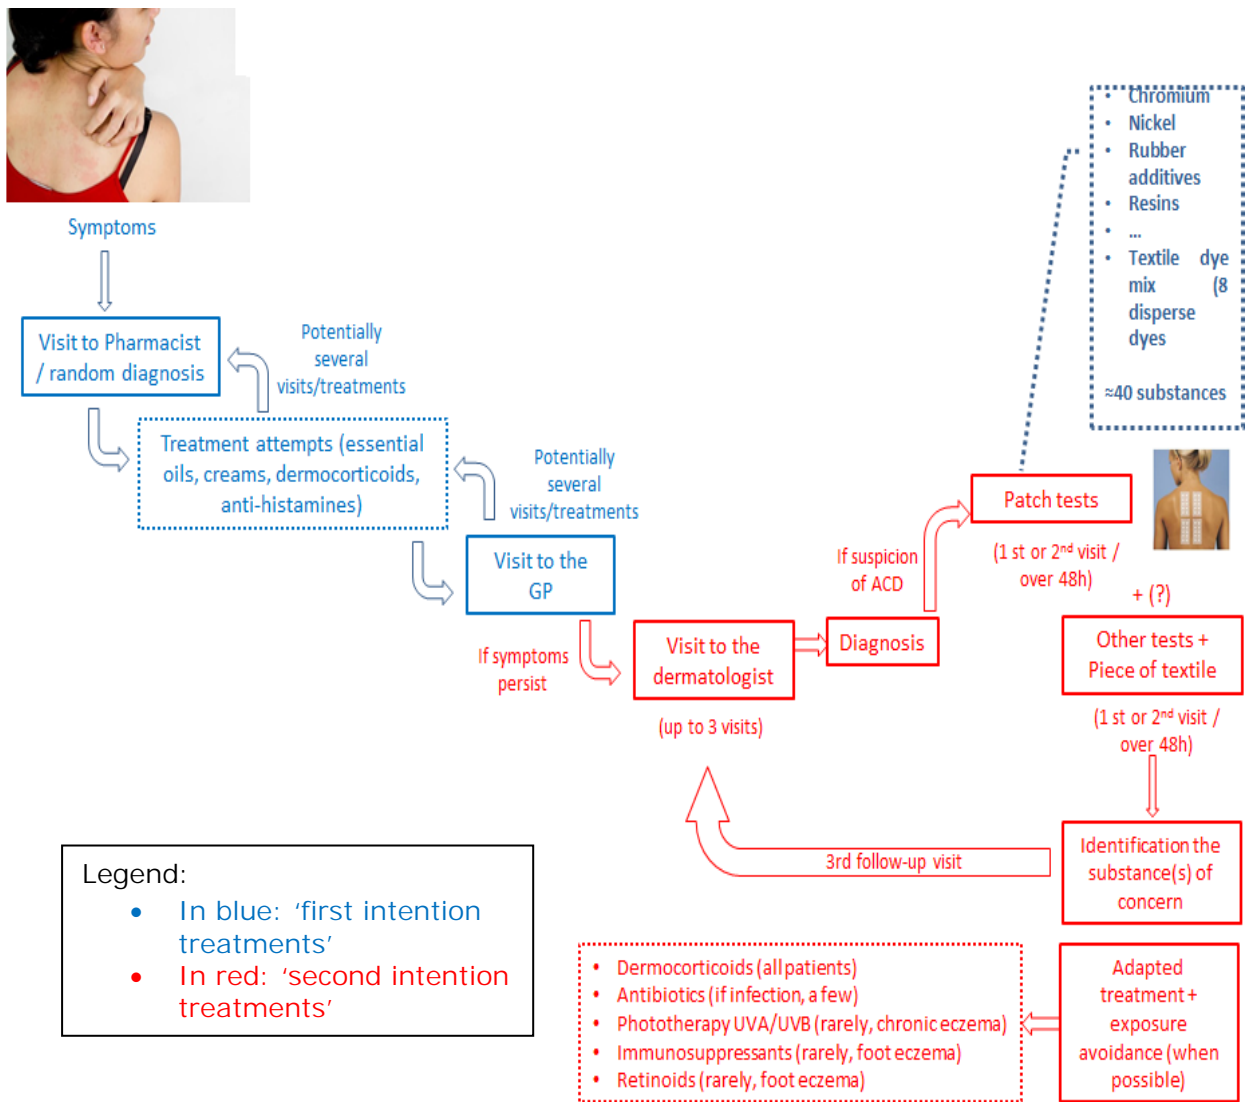 Symptoms
Visit to Pharmacist
/ random diagnosis
Potentially
several
visits/treatments
Treatment attempts (essential
oils, creams, dermocorticoids,
anti-histamines)
Potentially
several
visits/treatments
Visit to the
GP
If symptoms
persist
Visit to the
dermatologist
(up to 3 visits)
Diagnosis
If suspicion
of ACD
Patch tests
(1 st or 2nd visit /
over 48h)
• Chromium
• Nickel
• Rubber
additives
• Resins
• ...
• Textile dye
mix (8
disperse
dyes
≈40 substances
+ (?)
Other tests +
Piece of textile
(1 st or 2nd visit /
over 48h)
Identification the
substance(s) of
concern
3rd follow-up visit
Adapted
treatment +
exposure
avoidance (when
possible)
• Dermocorticoids (all patients)
• Antibiotics (if infection, a few)
• Phototherapy UVA/UVB (rarely, chronic eczema)
• Immunosuppressants (rarely, foot eczema)
• Retinoids (rarely, foot eczema)
Legend:
• In blue: ‘first intention
treatments’
• In red: ‘second intention
treatments’